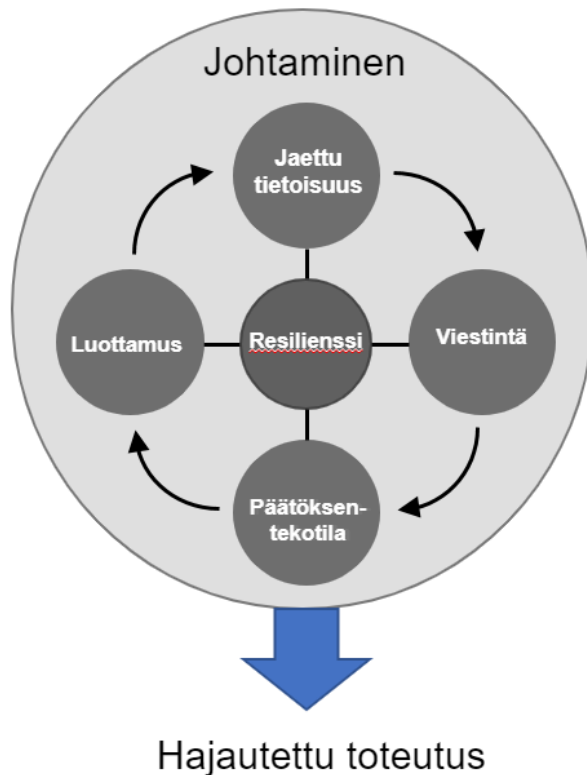 Johtaminen
Jaettu
tietoisuus
Luottamus
Resilienssi
Viestintä
Päätöksen-
tekotila
Hajautettu toteutus